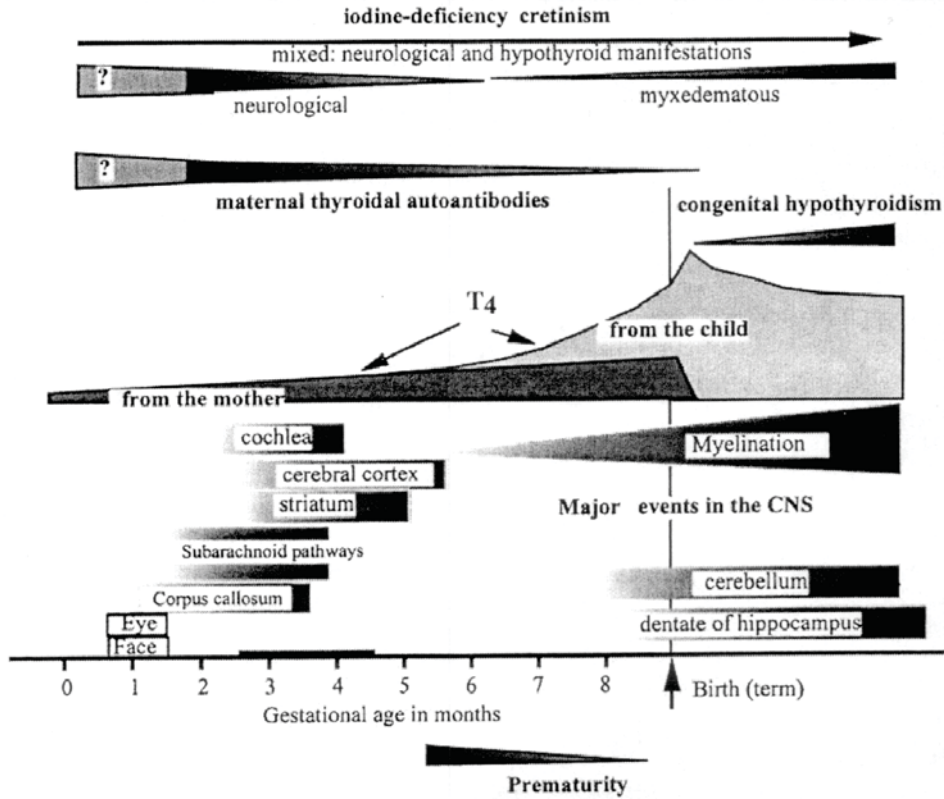 iodine-deficiency cretinism
mixed: neurological and hypothyroid manifestations
?
neurological
myxedematous
?
maternal thyroidal autoantibodies
congenital hypothyroidism
T4
from the child
from the mother
cochlea
Myelination
cerebral cortex
striatum
Major events in the CNS
Subarachnoid pathways
cerebellum
Corpus callosum
dentate of hippocampus
Eye
Face
0 1 2 3 4 5 6 7 8
Birth (term)
Gestational age in months
Prematurity